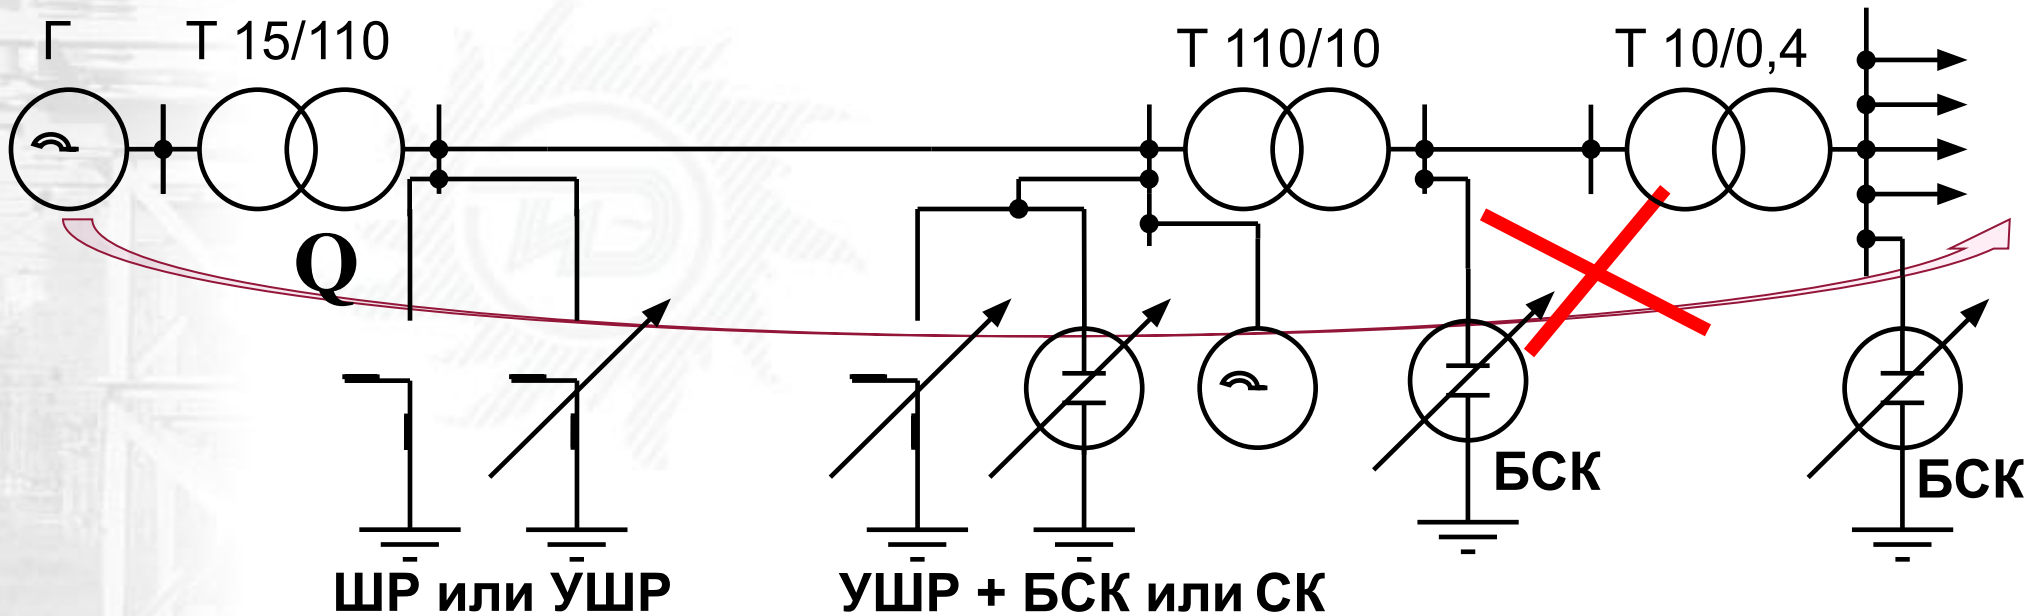 Г
Т 15/110
Т 110/10
Т 10/0,4
Q
БСК
БСК
ШР или УШР
УШР + БСК или СК